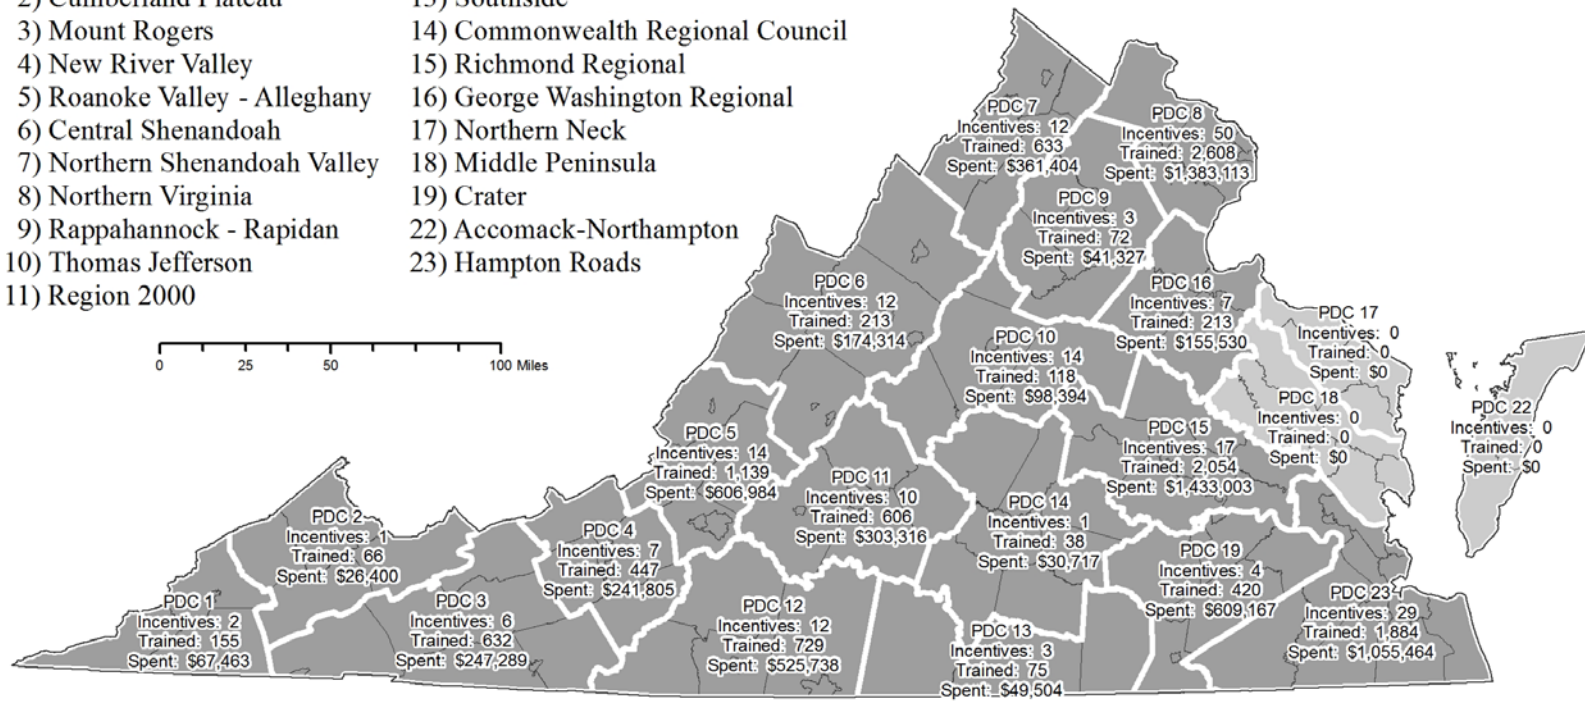 2) Cumberland Plateau
3) Mount Rogers
4) New River Valley
5) Roanoke Valley - Alleghany
6) Central Shenandoah
7) Northern Shenandoah Valley
8) Northern Virginia
9) Rappahannock - Rapidan
10) Thomas Jefferson
11) Region 2000
13) Southside
14) Commonwealth Regional Council
15) Richmond Regional
16) George Washington Regional
17) Northern Neck
18) Middle Peninsula
19) Crater
22) Accomack-Northampton
23) Hampton Roads
0 25 50 100 Miles
PDC 7
Incentives: 12
Trained: 633
Spent: $361,404
PDC 8
Incentives: 50
Trained: 2,608
Spent: $1,383,113
PDC 9
Incentives: 3
Trained: 72
Spent: $41,327
PDC 6
Incentives: 12
Trained: 213
Spent: $174,314
PDC 16
Incentives: 7
Trained: 213
Spent: $155,530
PDC 17
Incentives: 0
Trained: 0
Spent: $0
PDC 10
Incentives: 14
Trained: 118
Spent: $98,394
PDC 18
Incentives: 0
Trained: 0
Spent: $0
PDC 22
Incentives: 0
Trained: 0
Spent: $0
PDC 5
Incentives: 14
Trained: 1,139
Spent: $606,984
PDC 15
Incentives: 17
Trained: 2,054
Spent: $1,433,003
PDC 11
Incentives: 10
Trained: 606
Spent: $303,316
PDC 14
Incentives: 1
Trained: 38
Spent: $30,717
PDC 2
Incentives: 1
Trained: 66
Spent: $26,400
PDC 4
Incentives: 7
Trained: 447
Spent: $241,805
PDC 19
Incentives: 4
Trained: 420
Spent: $609,167
PDC 1
Incentives: 2
Trained: 155
Spent: $67,463
PDC 3
Incentives: 6
Trained: 632
Spent: $247,289
PDC 12
Incentives: 12
Trained: 729
Spent: $525,738
PDC 13
Incentives: 3
Trained: 75
Spent: $49,504
PDC 23
Incentives: 29
Trained: 1,884
Spent: $1,055,464